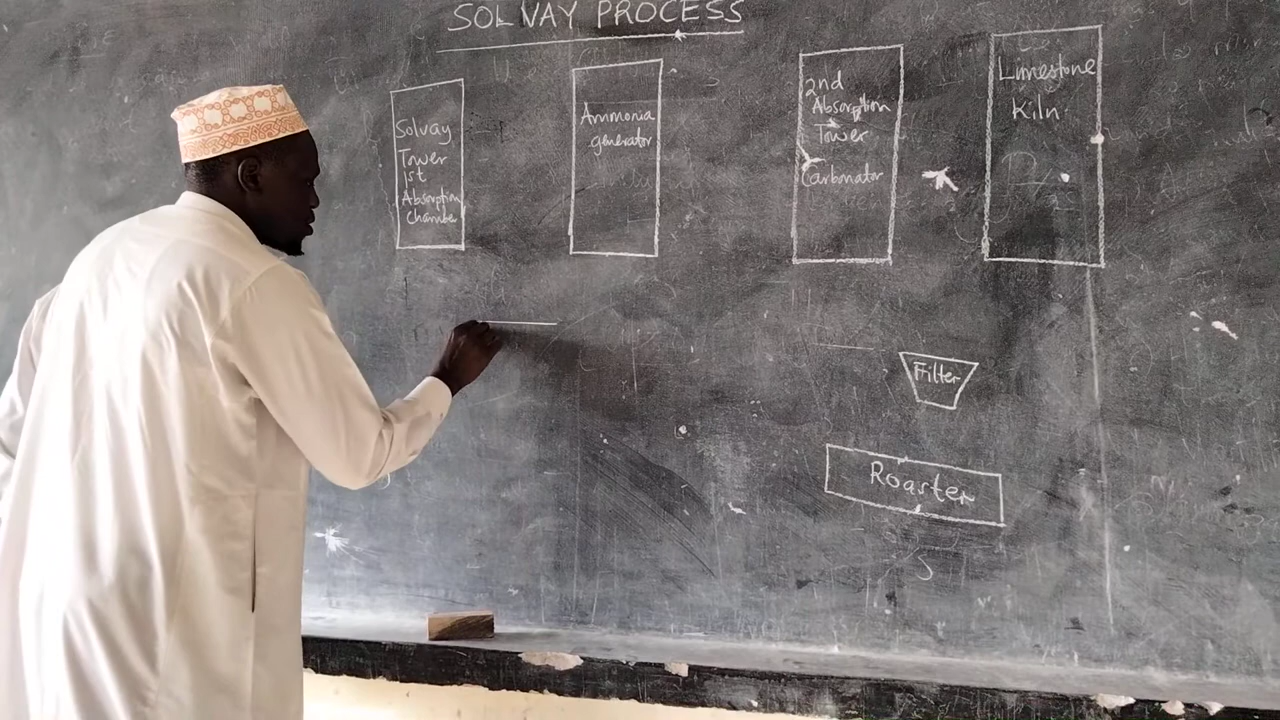 SOLVAY PROCESS
Solvay
Tower
1st
Absorption
Chamber
Ammonia
generator
2nd
Absorption
Tower
Carbonator
Limestone
Kiln
Filter
Roaster